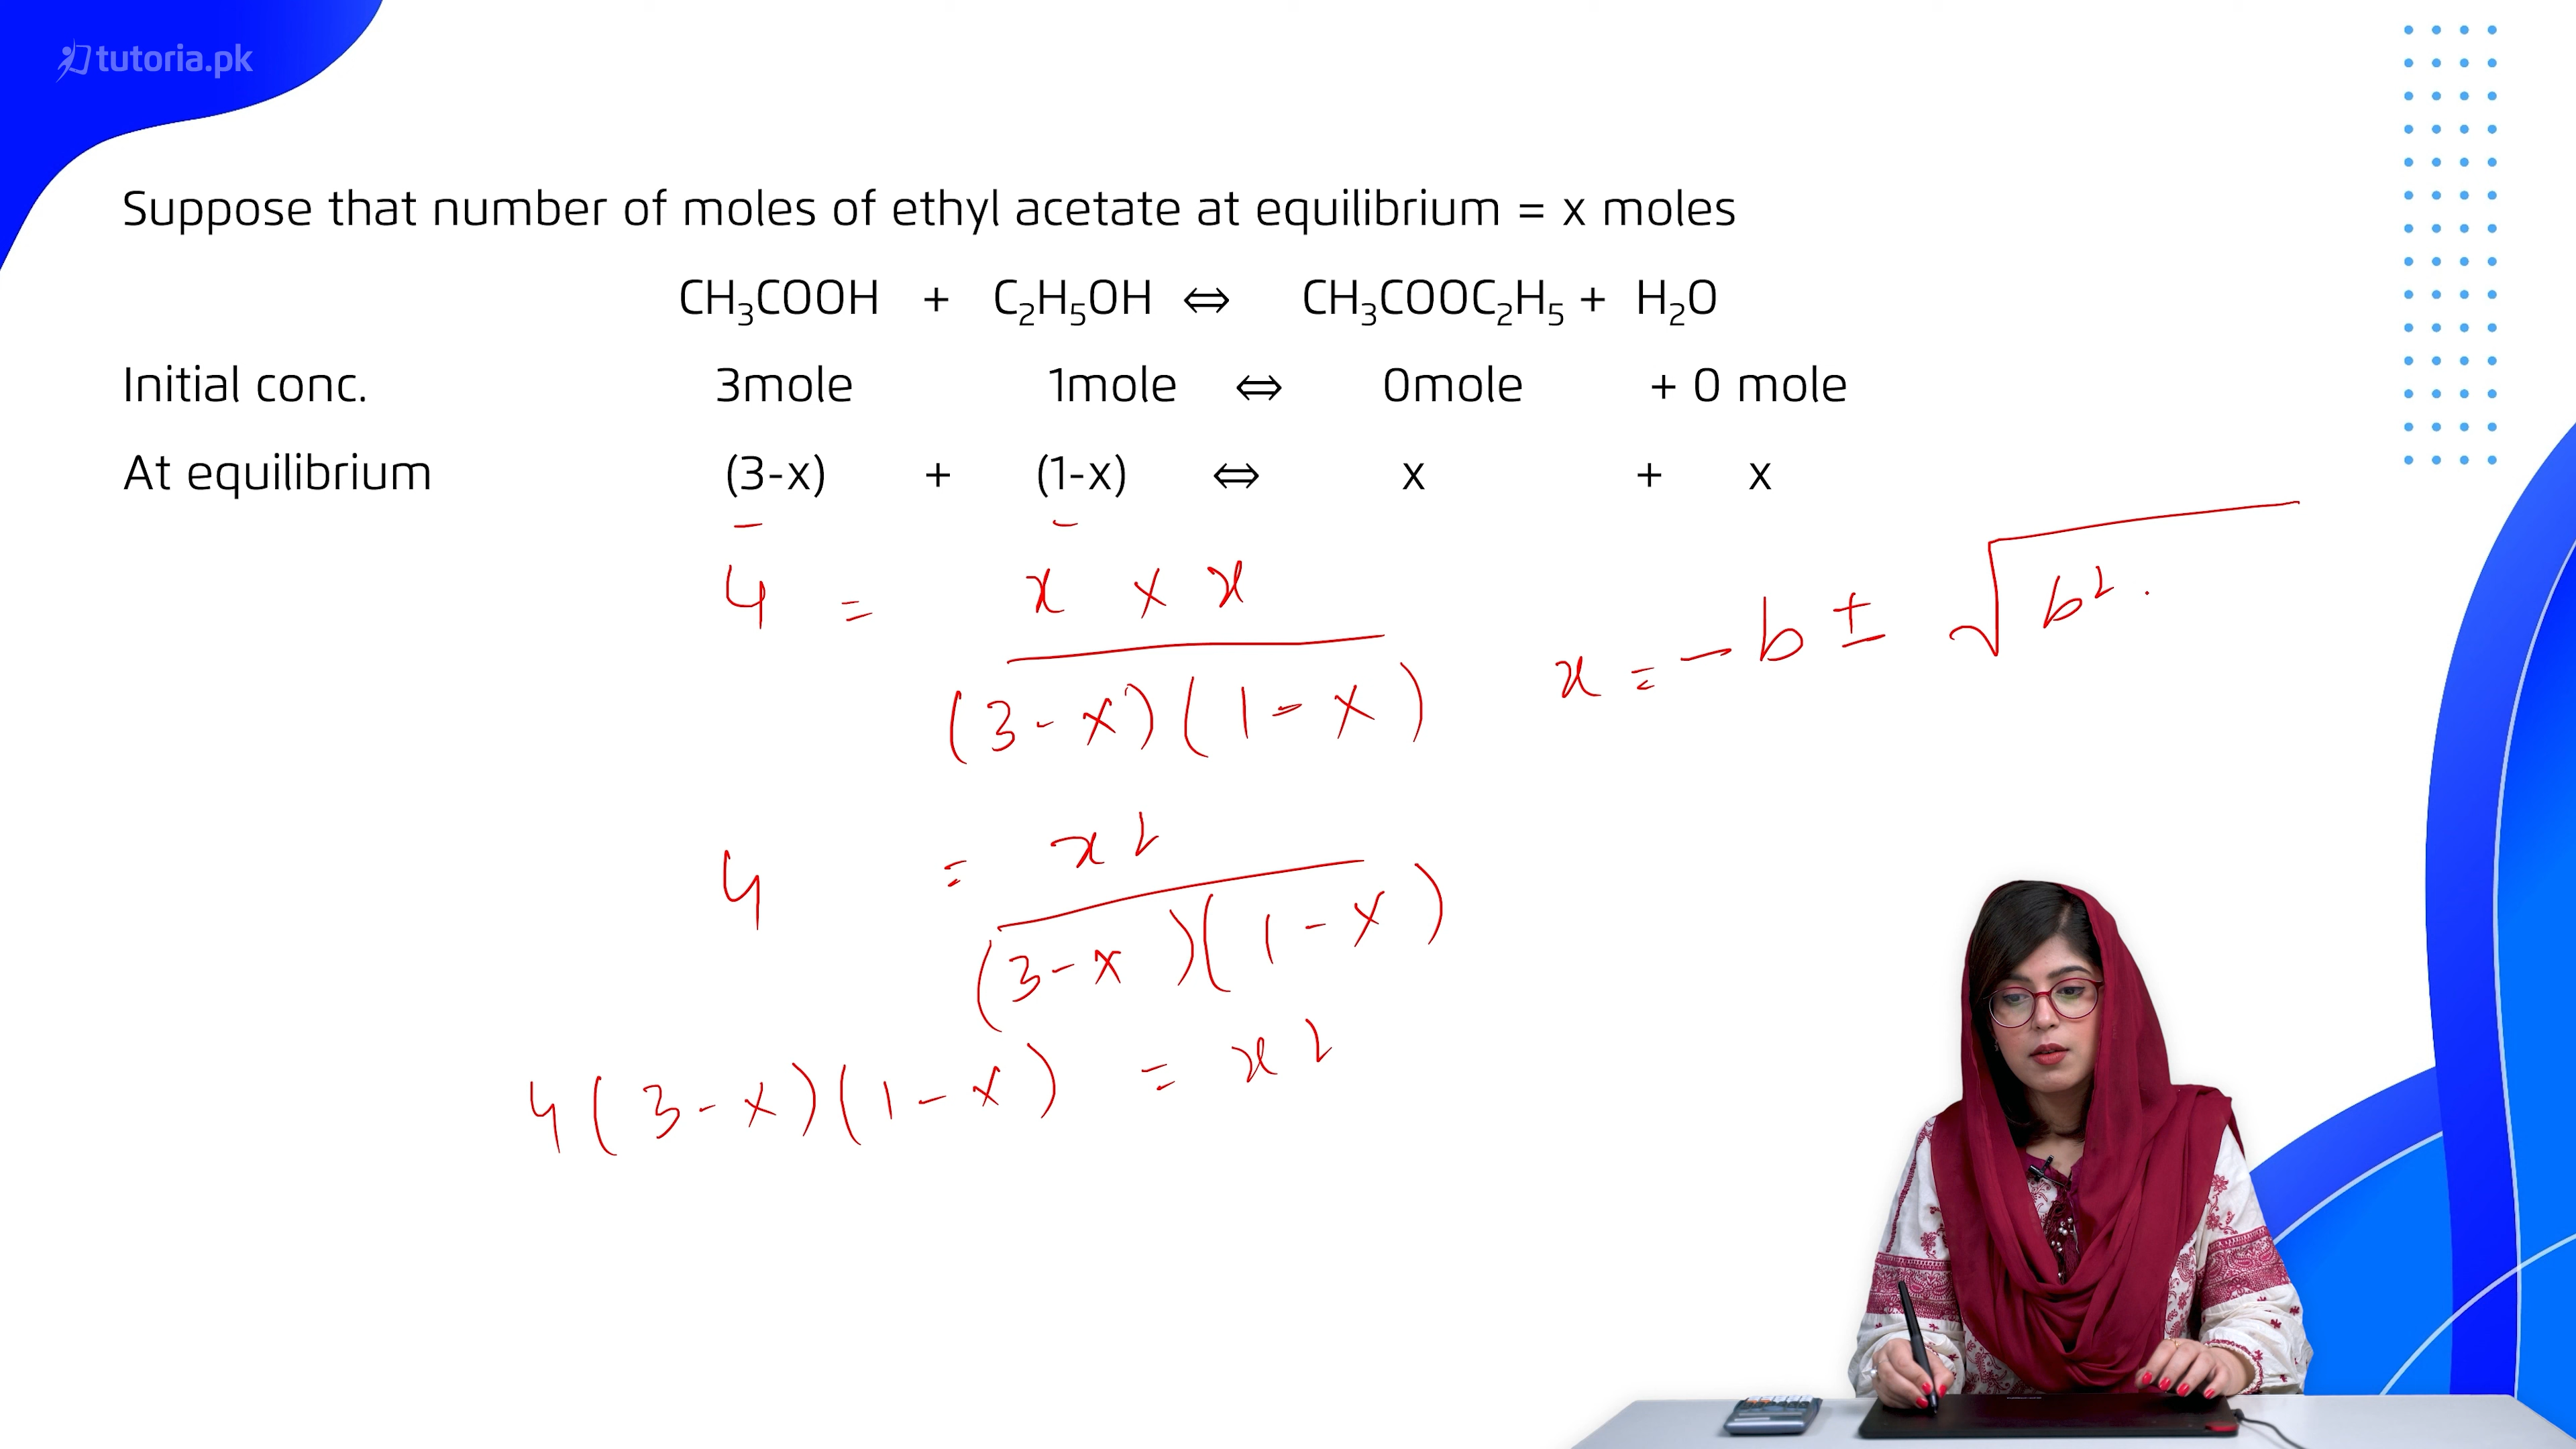 tutoria.pk
Suppose that number of moles of ethyl acetate at equilibrium = x moles
CH₃COOH + C₂H₅OH ⇔ CH₃COOC₂H₅ + H₂O
Initial conc. 3mole 1mole ⇔ 0mole + 0 mole
At equilibrium (3-x) + (1-x) ⇔ x + x
4 = x × x / (3-x)(1-x)
x = -b ± √b².
4 = x² / (3-x)(1-x)
4(3-x)(1-x) = x²